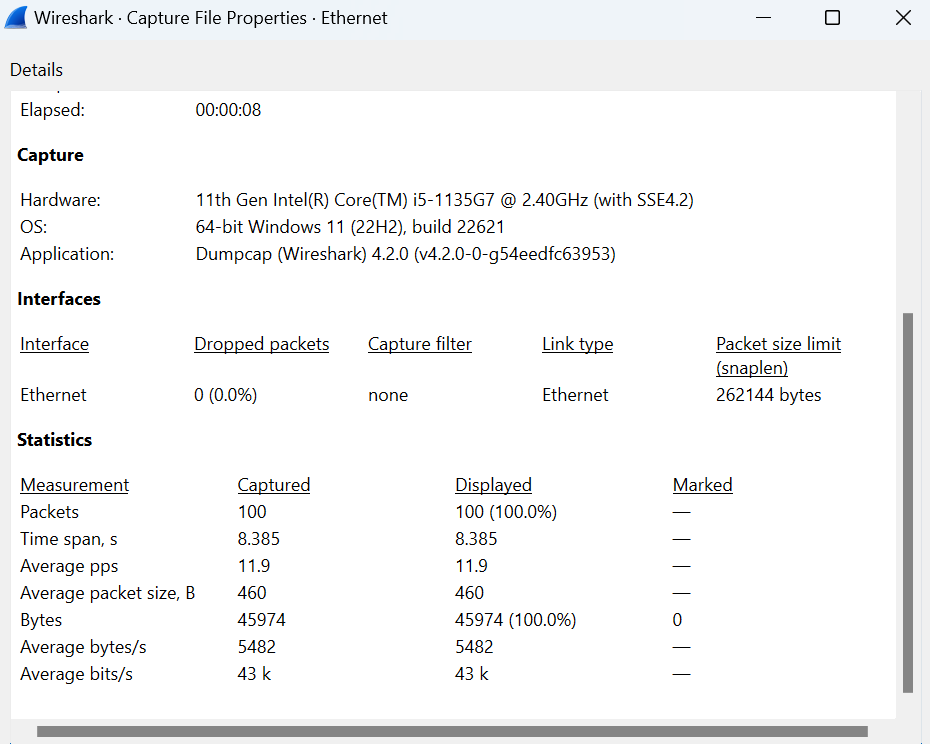 Wireshark · Capture File Properties · Ethernet
Details
Elapsed: 00:00:08
Capture
Hardware: 11th Gen Intel(R) Core(TM) i5-1135G7 @ 2.40GHz (with SSE4.2)
OS: 64-bit Windows 11 (22H2), build 22621
Application: Dumpcap (Wireshark) 4.2.0 (v4.2.0-0-g54eedfc63953)
Interfaces
Interface Dropped packets Capture filter Link type Packet size limit
(snaplen)
Ethernet 0 (0.0%) none Ethernet 262144 bytes
Statistics
Measurement Captured Displayed Marked
Packets 100 100 (100.0%) —
Time span, s 8.385 8.385 —
Average pps 11.9 11.9 —
Average packet size, B 460 460 —
Bytes 45974 45974 (100.0%) 0
Average bytes/s 5482 5482 —
Average bits/s 43 k 43 k —